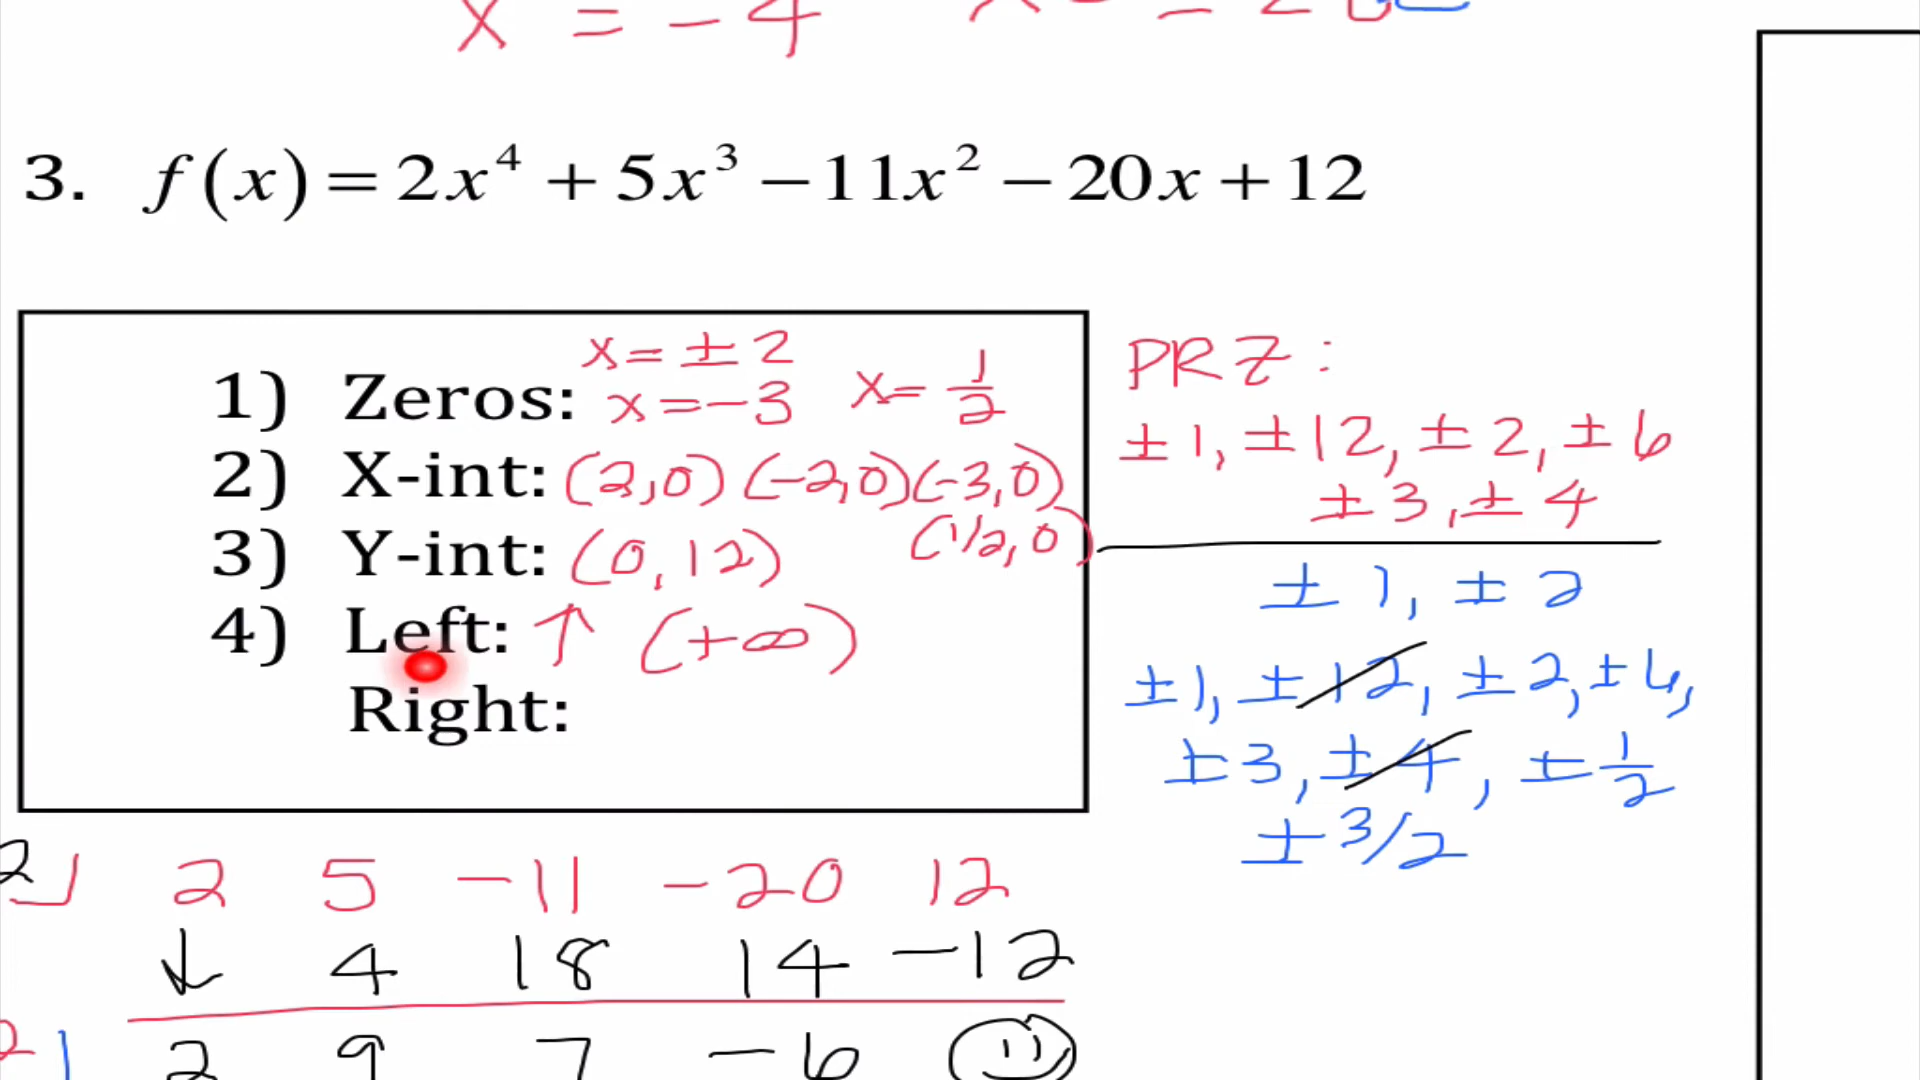 x = -4
3. f(x) = 2x⁴ + 5x³ − 11x² − 20x + 12
1) Zeros: x = ± 2
x = -3 x = 1/2
2) X-int: (2,0) (-2,0) (-3,0)
(1/2, 0)
3) Y-int: (0, 12)
4) Left: ↑ (+∞)
Right:
PRZ:
±1, ±12, ±2, ±6
±3, ±4
±1, ±2
±1, ±12, ±2, ±6,
±3, ±4, ±1/2
±3/2
2 2 5 -11 -20 12
↓ 4 18 14 -12
2 9 7 -6